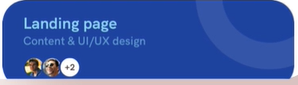 Landing page
Content & UI/UX design
+2